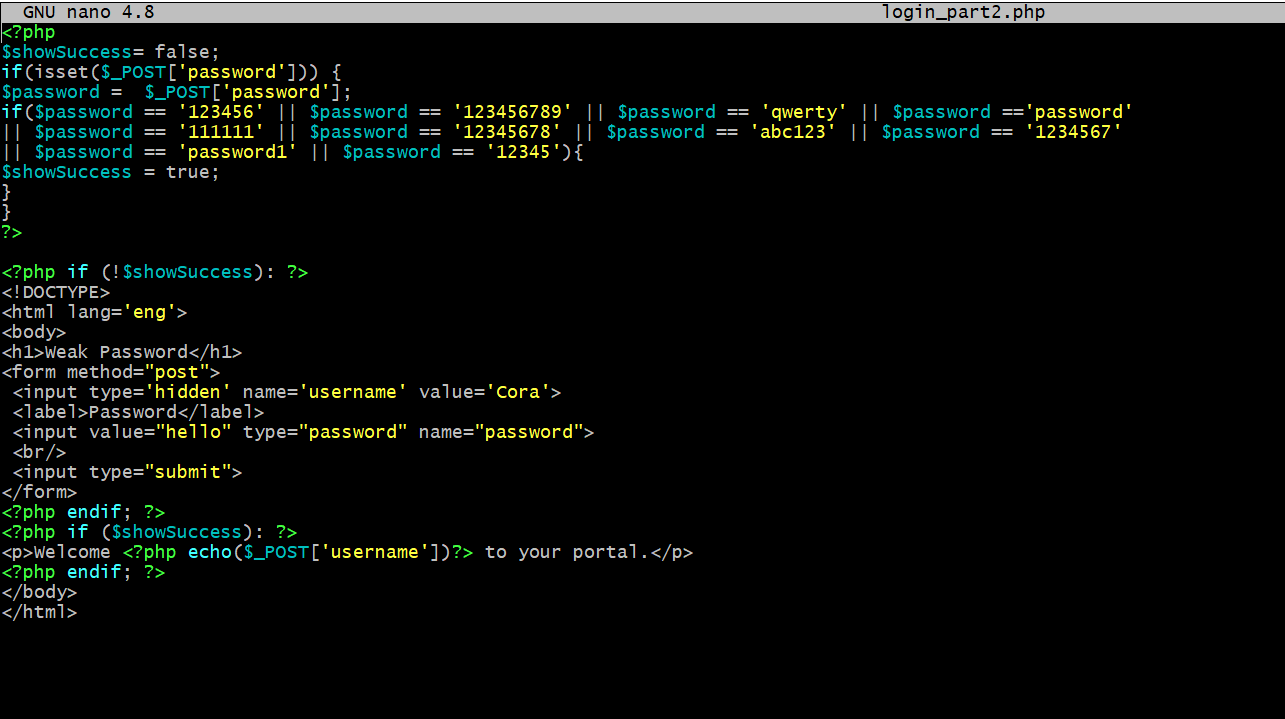 GNU nano 4.8 login_part2.php
<?php
$showSuccess= false;
if(isset($_POST['password'])) {
$password =  $_POST['password'];
if($password == '123456' || $password == '123456789' || $password == 'qwerty' || $password =='password'
|| $password == '111111' || $password == '12345678' || $password == 'abc123' || $password == '1234567'
|| $password == 'password1' || $password == '12345'){
$showSuccess = true;
}
}
?>

<?php if (!$showSuccess): ?>
<!DOCTYPE>
<html lang='eng'>
<body>
<h1>Weak Password</h1>
<form method="post">
 <input type='hidden' name='username' value='Cora'>
 <label>Password</label>
 <input value="hello" type="password" name="password">
 <br/>
 <input type="submit">
</form>
<?php endif; ?>
<?php if ($showSuccess): ?>
<p>Welcome <?php echo($_POST['username'])?> to your portal.</p>
<?php endif; ?>
</body>
</html>